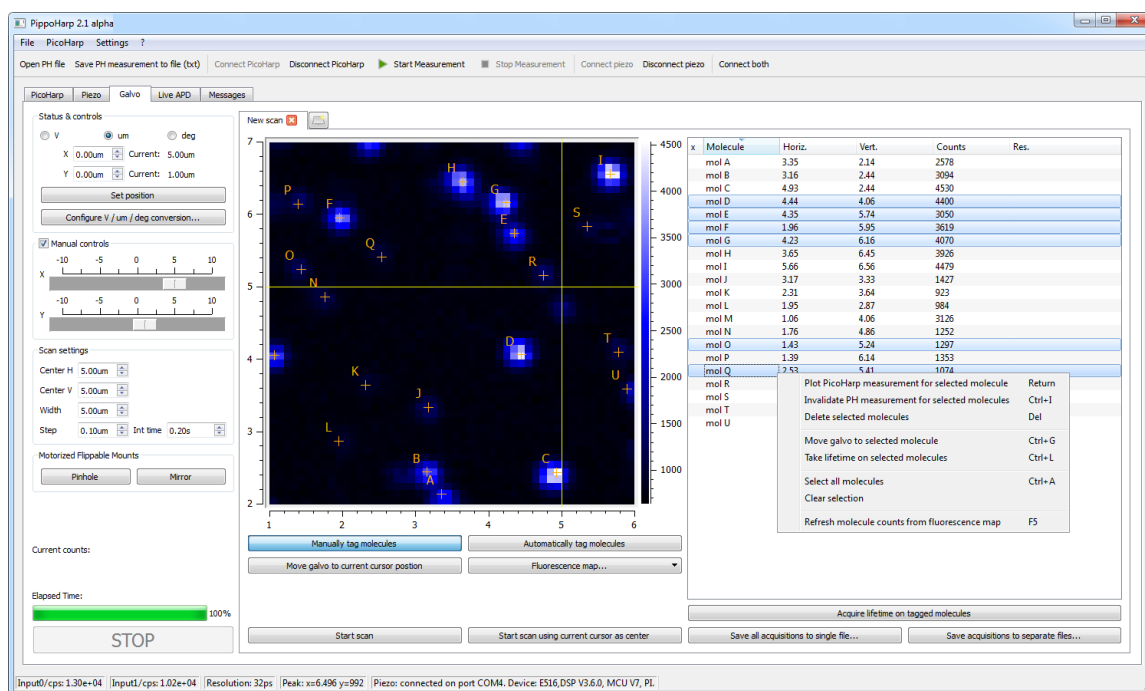 PippoHarp 2.1 alpha
File PicoHarp Settings ?
Open PH file Save PH measurement to file (txt) Connect PicoHarp Disconnect PicoHarp Start Measurement Stop Measurement Connect piezo Disconnect piezo Connect both
PicoHarp Piezo Galvo Live APD Messages
Status & controls
V um deg
X 0.00um Current: 5.00um
Y 0.00um Current: 1.00um
Set position
Configure V / um / deg conversion...
Manual controls
-10 -5 0 5 10
X
-10 -5 0 5 10
Y
Scan settings
Center H 5.00um
Center V 5.00um
Width 5.00um
Step 0.10um Int time 0.20s
Motorized Flippable Mounts
Pinhole Mirror
Current counts:
Elapsed Time:
100%
STOP
New scan
7
6
5
4
3
2
1 2 3 4 5 6
H I
P G
F S
E
Q
O R
N
D T
K U
J
L
B C
A
4500
4000
3500
3000
2500
2000
1500
1000
Manually tag molecules Automatically tag molecules
Move galvo to current cursor postion Fluorescence map...
Start scan Start scan using current cursor as center
x Molecule Horiz. Vert. Counts Res.
mol A 3.35 2.14 2578
mol B 3.16 2.44 3094
mol C 4.93 2.44 4530
mol D 4.44 4.06 4400
mol E 4.35 5.74 3050
mol F 1.96 5.95 3619
mol G 4.23 6.16 4070
mol H 3.65 6.45 3926
mol I 5.66 6.56 4479
mol J 3.17 3.33 1427
mol K 2.31 3.64 923
mol L 1.95 2.87 984
mol M 1.06 4.06 3126
mol N 1.76 4.86 1252
mol O 1.43 5.24 1297
mol P 1.39 6.14 1353
mol Q 2.53 5.41 1074
mol R
mol S
mol T
mol U
Plot PicoHarp measurement for selected molecule Return
Invalidate PH measurement for selected molecules Ctrl+I
Delete selected molecules Del
Move galvo to selected molecule Ctrl+G
Take lifetime on selected molecules Ctrl+L
Select all molecules Ctrl+A
Clear selection
Refresh molecule counts from fluorescence map F5
Acquire lifetime on tagged molecules
Save all acquisitions to single file... Save acquisitions to separate files...
Input0/cps: 1.30e+04 Input1/cps: 1.02e+04 Resolution: 32ps Peak: x=6.496 y=992 Piezo: connected on port COM4. Device: E516,DSP V3.6.0, MCU V7, PI.